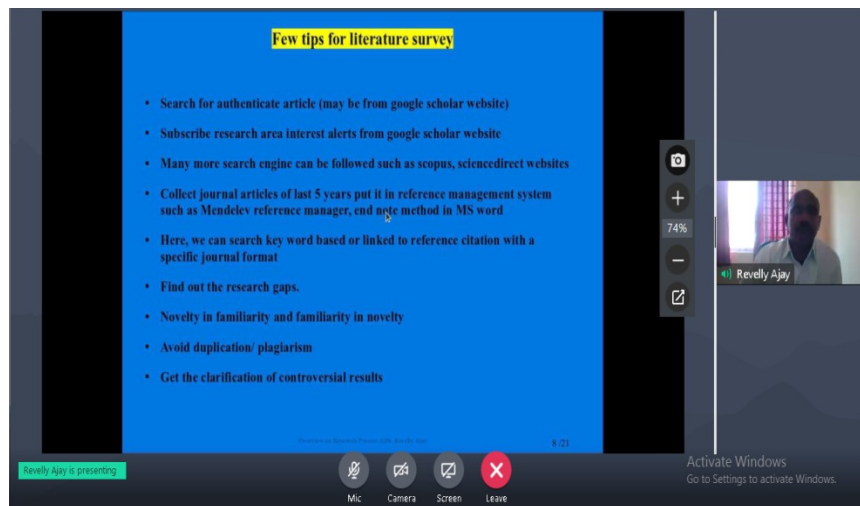 Few tips for literature survey
• Search for authenticate article (may be from google scholar website)
• Subscribe research area interest alerts from google scholar website
• Many more search engine can be followed such as scopus, sciencedirect websites
• Collect journal articles of last 5 years put it in reference management system
such as Mendelev reference manager, end note method in MS word
• Here, we can search key word based or linked to reference citation with a
specific journal format
• Find out the research gaps.
• Novelty in familiarity and familiarity in novelty
• Avoid duplication/ plagiarism
• Get the clarification of controversial results
8 /21
74%
Revelly Ajay
Revelly Ajay is presenting
Mic
Camera
Screen
Leave
Activate Windows
Go to Settings to activate Windows.